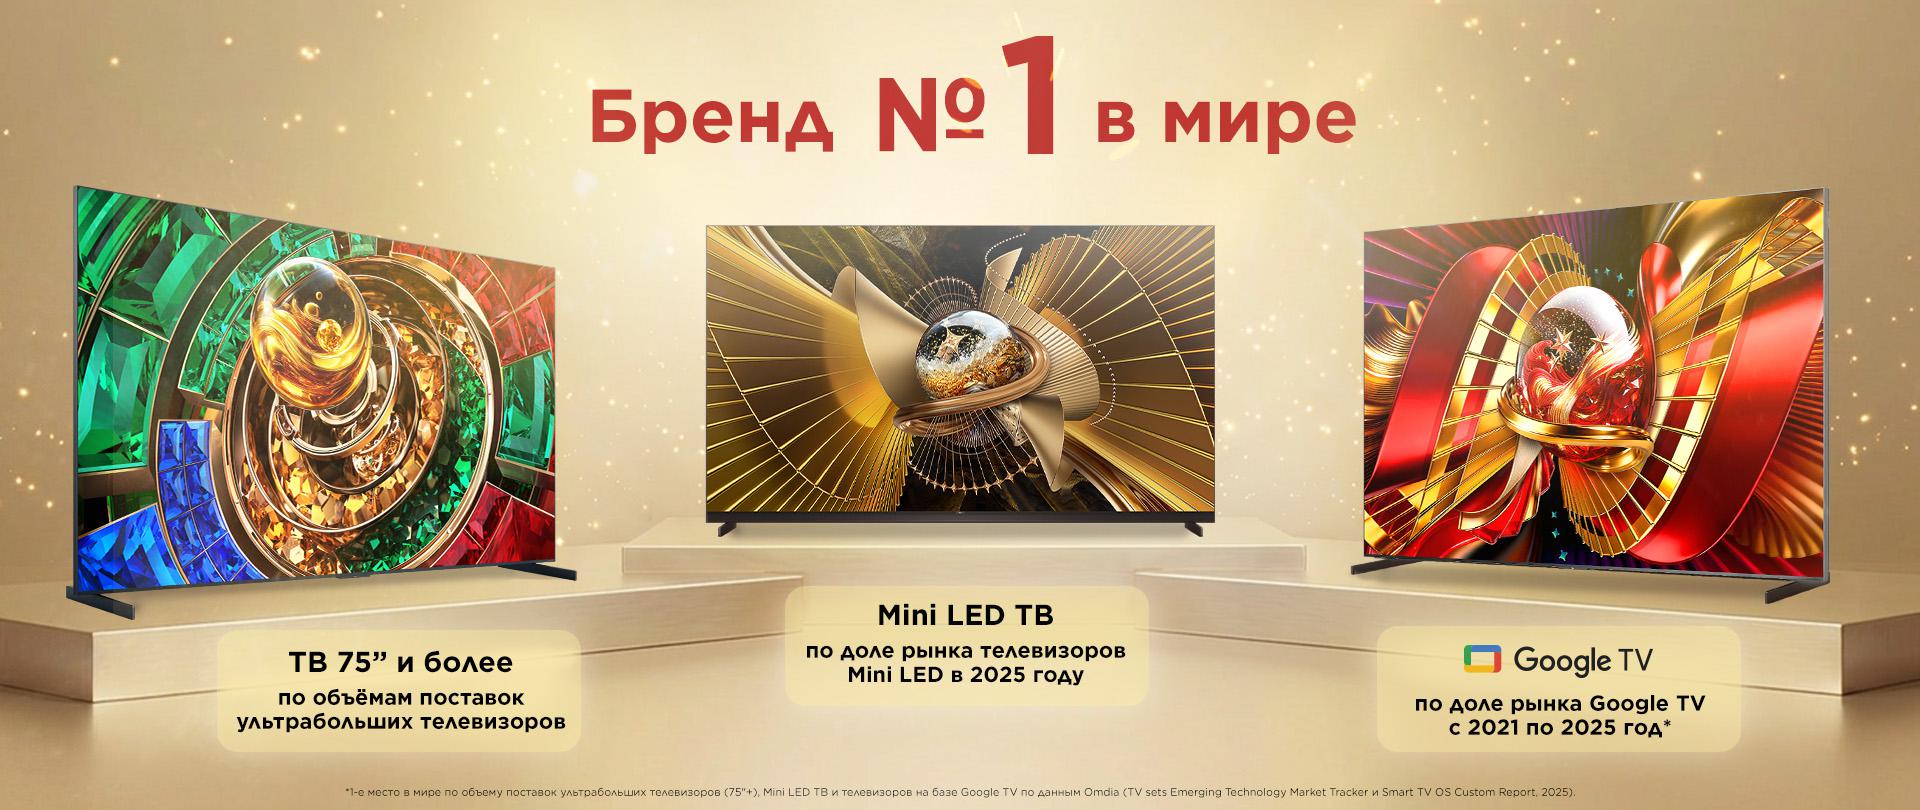 Бренд №1 в мире
ТВ 75” и более
по объёмам поставок
ультрабольших телевизоров
Mini LED ТВ
по доле рынка телевизоров
Mini LED в 2025 году
Google TV
по доле рынка Google TV
с 2021 по 2025 год*
*1-е место в мире по объему поставок ультрабольших телевизоров (75"+), Mini LED ТВ и телевизоров на базе Google TV по данным Omdia (TV sets Emerging Technology Market Tracker и Smart TV OS Custom Report, 2025).